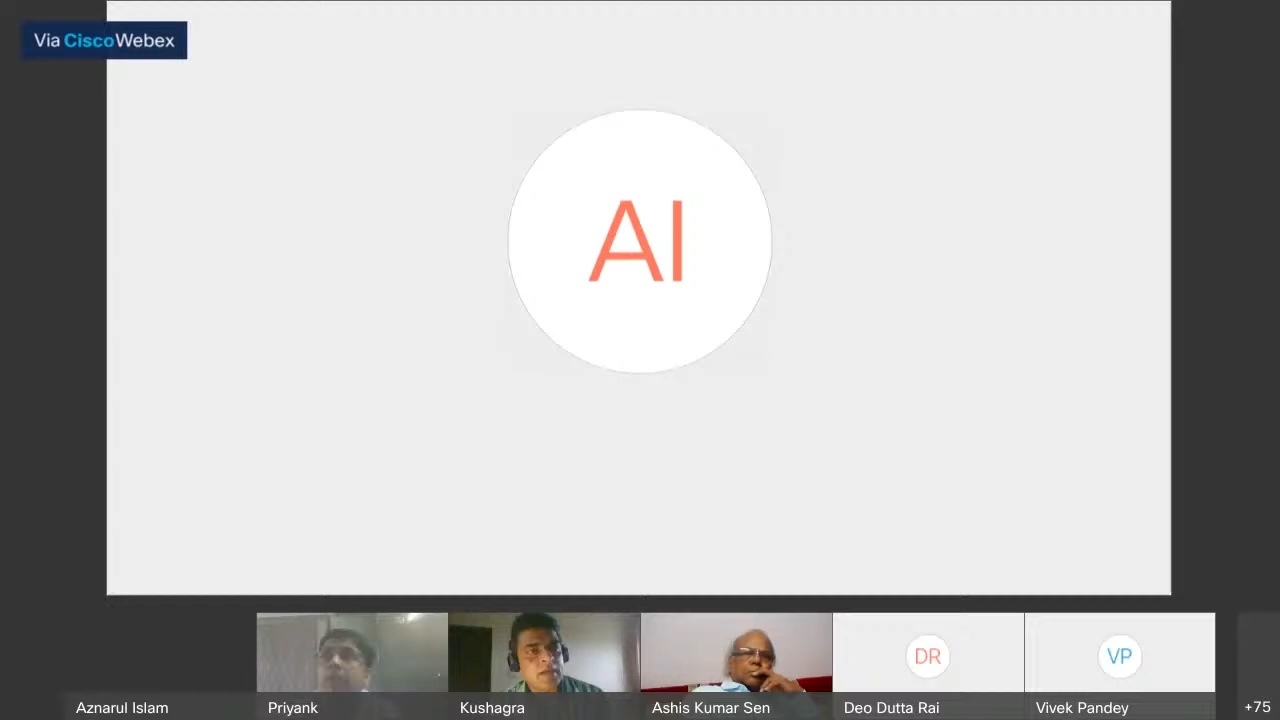 Via CiscoWebex
AI
DR
VP
Aznarul Islam
Priyank
Kushagra
Ashis Kumar Sen
Deo Dutta Rai
Vivek Pandey
+75